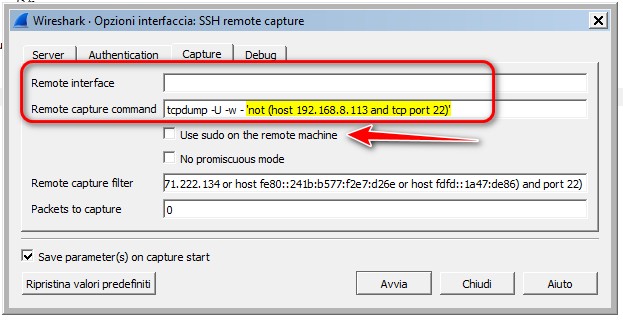 Wireshark · Opzioni interfaccia: SSH remote capture
Server Authentication Capture Debug
Remote interface
Remote capture command tcpdump -U -w - 'not (host 192.168.8.113 and tcp port 22)'
Use sudo on the remote machine
No promiscuous mode
Remote capture filter 71.222.134 or host fe80::241b:b577:f2e7:d26e or host fdfd::1a47:de86) and port 22)
Packets to capture 0
Save parameter(s) on capture start
Ripristina valori predefiniti Avvia Chiudi Aiuto